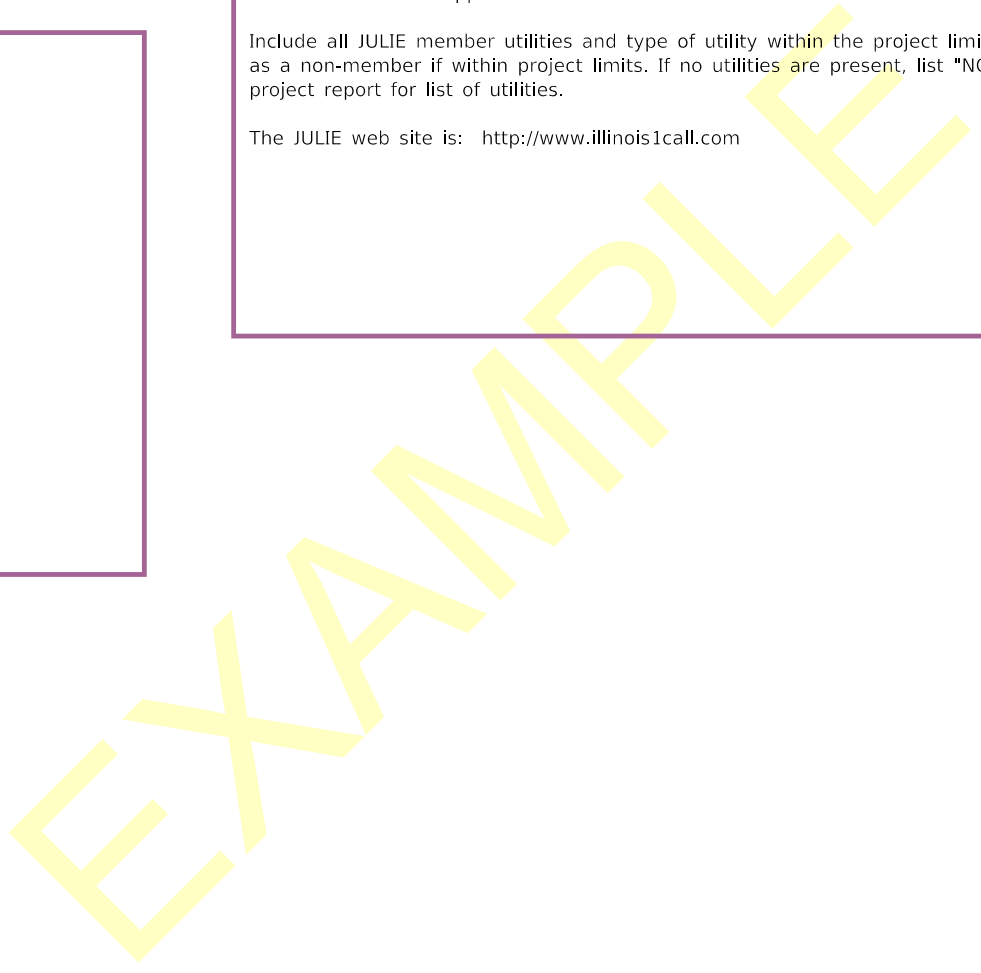 Include all JULIE member utilities and type of utility within the project
as a non-member if within project limits. If no utilities are present, list
project report for list of utilities.
The JULIE web site is: http://www.illinois1call.com
EXAMPLE